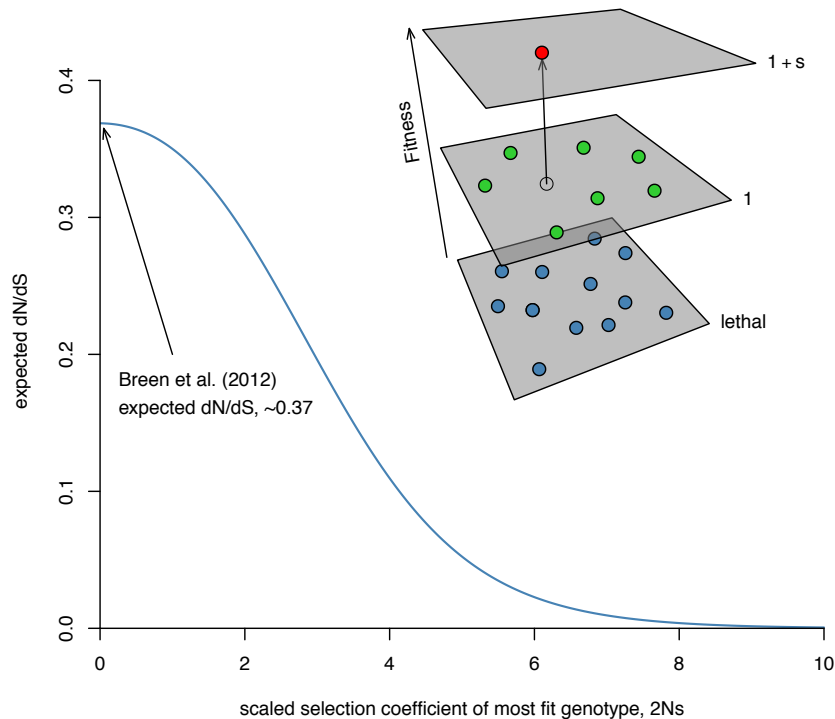 0.4
0.3
0.2
0.1
0.0
expected dN/dS
Breen et al. (2012)
expected dN/dS, ~0.37
0 2 4 6 8 10
scaled selection coefficient of most fit genotype, 2Ns
Fitness
1 + s
1
lethal